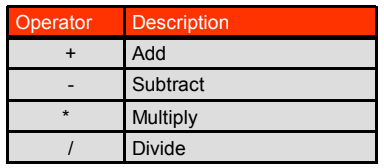 Operator Description
+ Add
- Subtract
* Multiply
/ Divide